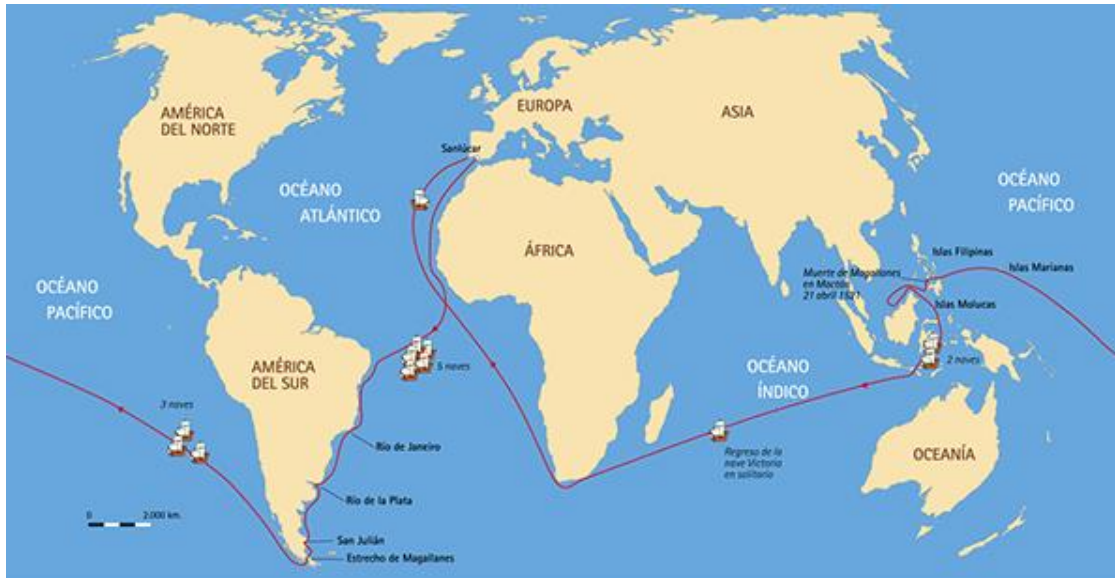 AMÉRICA
DEL NORTE
EUROPA
ASIA
Sanlúcar
OCÉANO
ATLÁNTICO
OCÉANO
PACÍFICO
ÁFRICA
Islas Filipinas
Islas Marianas
Muerte de Magallanes
en Mactán
21 abril 1521
Islas Molucas
OCÉANO
PACÍFICO
AMÉRICA
DEL SUR
5 naves
OCÉANO
ÍNDICO
2 naves
3 naves
Río de Janeiro
Regreso de la
nave Victoria
en solitario
OCEANÍA
Río de la Plata
0 2.000 km.
San Julián
Estrecho de Magallanes